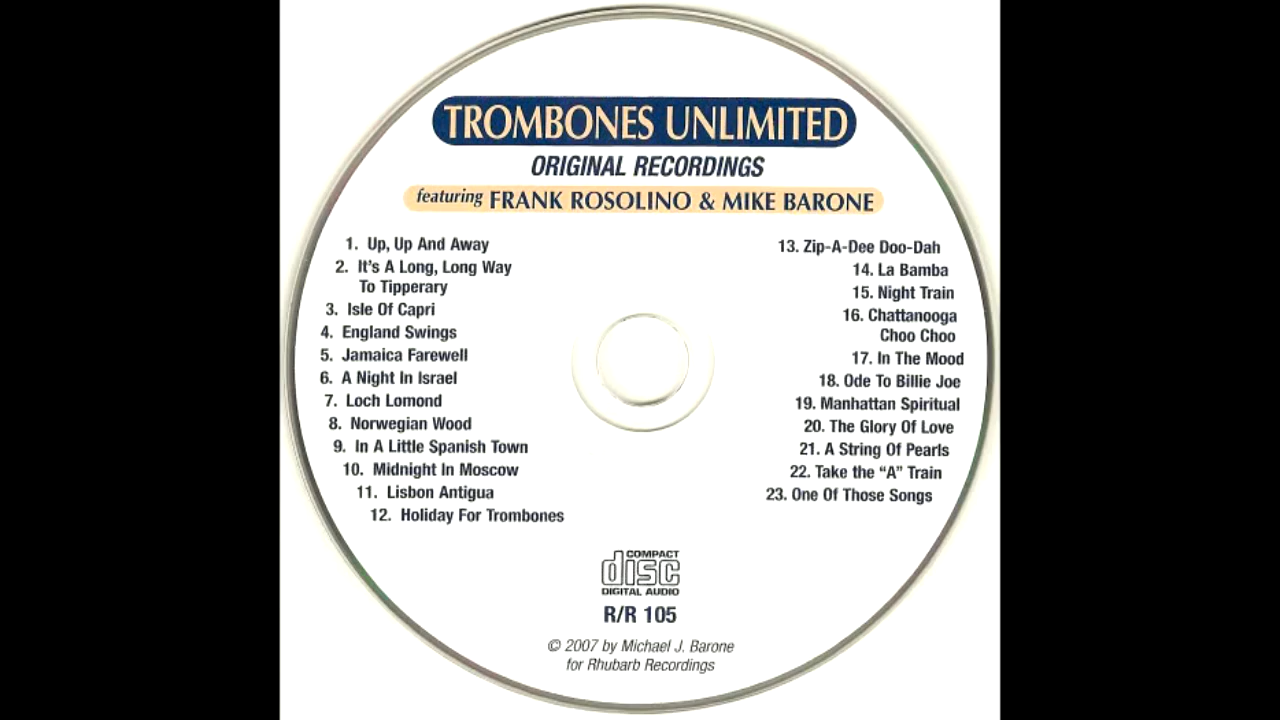 TROMBONES UNLIMITED
ORIGINAL RECORDINGS
featuring FRANK ROSOLINO & MIKE BARONE
1. Up, Up And Away
2. It's A Long, Long Way
To Tipperary
3. Isle Of Capri
4. England Swings
5. Jamaica Farewell
6. A Night In Israel
7. Loch Lomond
8. Norwegian Wood
9. In A Little Spanish Town
10. Midnight In Moscow
11. Lisbon Antigua
12. Holiday For Trombones
13. Zip-A-Dee Doo-Dah
14. La Bamba
15. Night Train
16. Chattanooga
Choo Choo
17. In The Mood
18. Ode To Billie Joe
19. Manhattan Spiritual
20. The Glory Of Love
21. A String Of Pearls
22. Take the “A” Train
23. One Of Those Songs
COMPACT
disc
DIGITAL AUDIO
R/R 105
© 2007 by Michael J. Barone
for Rhubarb Recordings